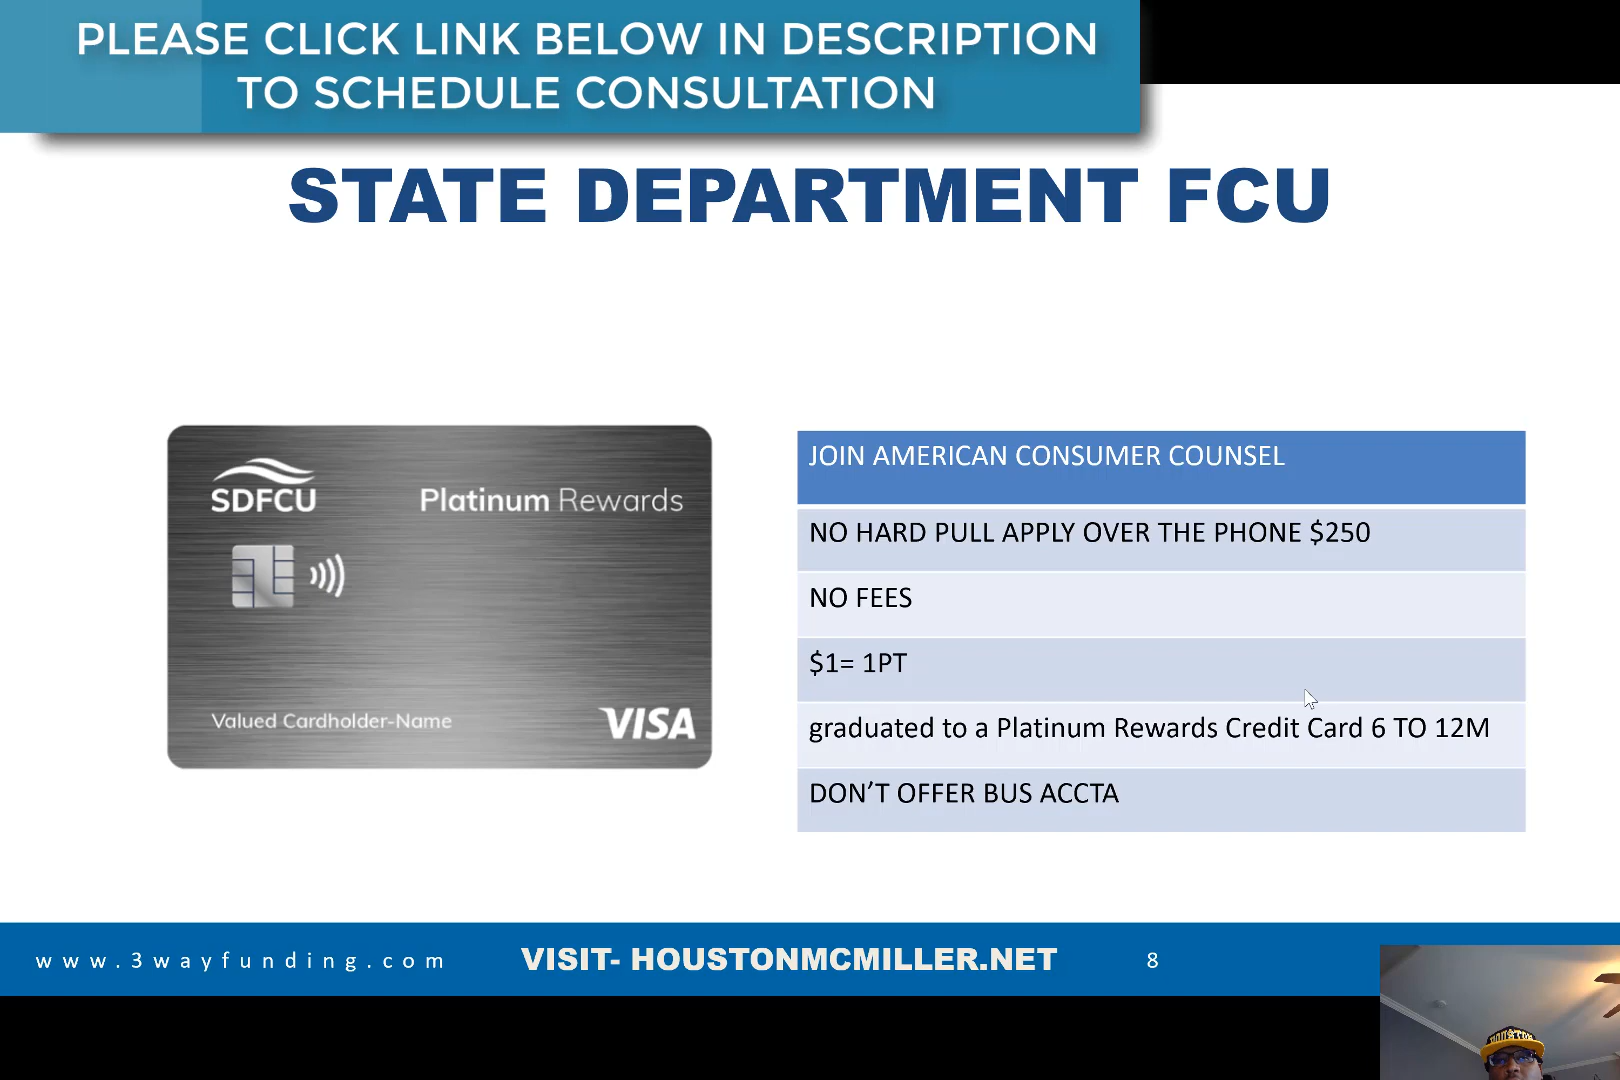 PLEASE CLICK LINK BELOW IN DESCRIPTION
TO SCHEDULE CONSULTATION
STATE DEPARTMENT FCU
SDFCU
Platinum Rewards
Valued Cardholder-Name
VISA
JOIN AMERICAN CONSUMER COUNSEL
NO HARD PULL APPLY OVER THE PHONE $250
NO FEES
$1= 1PT
graduated to a Platinum Rewards Credit Card 6 TO 12M
DON’T OFFER BUS ACCTA
www.3wayfunding.com
VISIT- HOUSTONMCMILLER.NET
8
HOUSTON